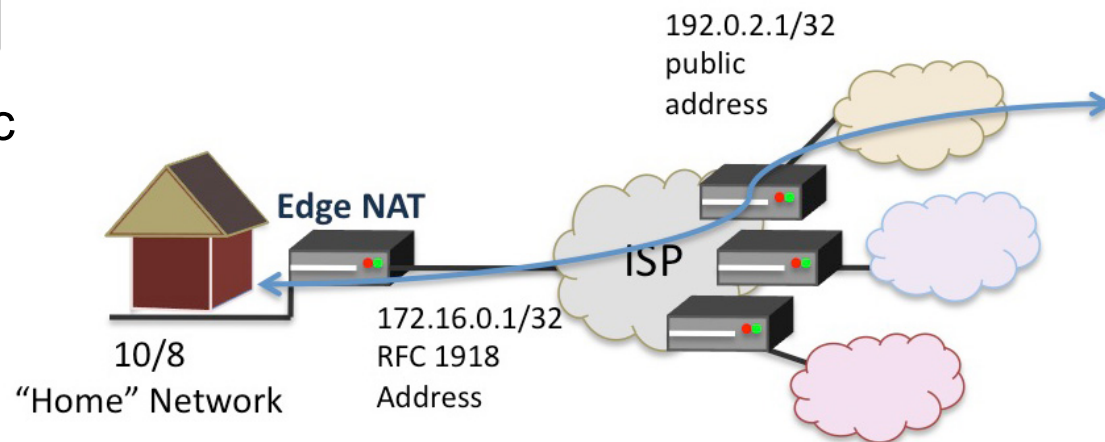 192.0.2.1/32
public
address
c
Edge NAT
ISP
172.16.0.1/32
RFC 1918
Address
10/8
“Home” Network